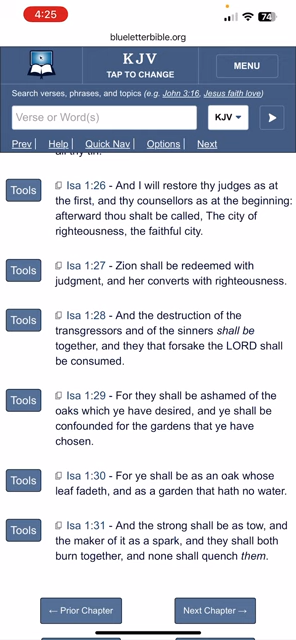 4:25
74
blueletterbible.org
KJV
TAP TO CHANGE
MENU
Search verses, phrases, and topics (e.g. John 3:16, Jesus faith love)
Verse or Word(s)
KJV
Prev | Help | Quick Nav | Options | Next
all thy tin:
Tools
Isa 1:26 - And I will restore thy judges as at
the first, and thy counsellors as at the beginning:
afterward thou shalt be called, The city of
righteousness, the faithful city.
Tools
Isa 1:27 - Zion shall be redeemed with
judgment, and her converts with righteousness.
Tools
Isa 1:28 - And the destruction of the
transgressors and of the sinners shall be
together, and they that forsake the LORD shall
be consumed.
Tools
Isa 1:29 - For they shall be ashamed of the
oaks which ye have desired, and ye shall be
confounded for the gardens that ye have
chosen.
Tools
Isa 1:30 - For ye shall be as an oak whose
leaf fadeth, and as a garden that hath no water.
Tools
Isa 1:31 - And the strong shall be as tow, and
the maker of it as a spark, and they shall both
burn together, and none shall quench them.
← Prior Chapter
Next Chapter →